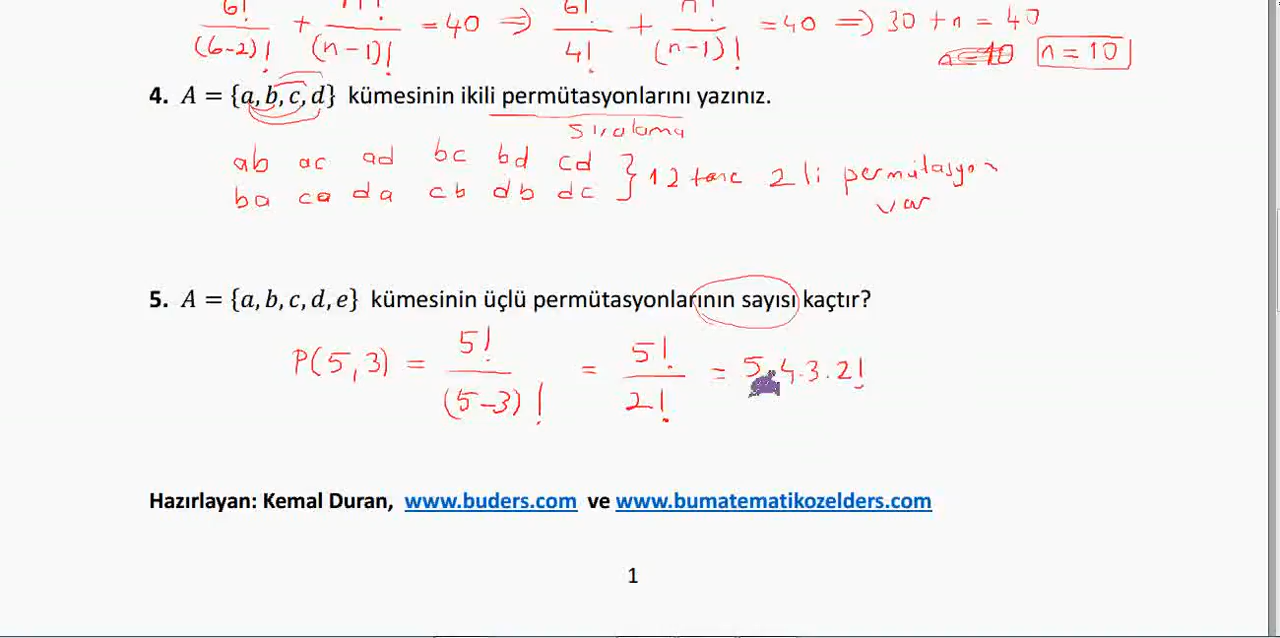 6! / (6-2)! + n! / (n-1)! = 40 ⇒ 6! / 4! + n! / (n-1)! = 40 ⇒ 30 + n = 40
n = 10
4. A = {a, b, c, d} kümesinin ikili permütasyonlarını yazınız.
sıralama
ab ac ad bc bd cd
ba ca da cb db dc } 12 tane 2 li permütasyon
var
5. A = {a, b, c, d, e} kümesinin üçlü permütasyonlarının sayısı kaçtır?
P(5,3) = 5! / (5-3)! = 5! / 2! = 5.4.3.2!
Hazırlayan: Kemal Duran, www.buders.com ve www.bumatematikozelders.com
1